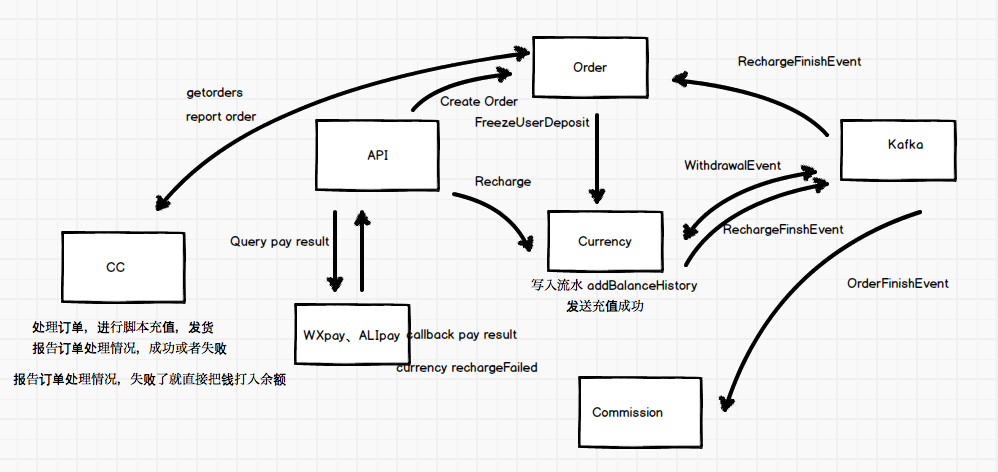 Order
RechargeFinishEvent
getorders
report order
Create Order
FreezeUserDeposit
API
Kafka
WithdrawalEvent
Recharge
RechargeFinshEvent
Query pay result
Currency
CC
写入流水 addBalanceHistory
发送充值成功
OrderFinishEvent
处理订单，进行脚本充值，发货
报告订单处理情况，成功或者失败
WXpay、ALIpay
callback pay result
currency rechargeFailed
报告订单处理情况，失败了就直接把钱打入余额
Commission